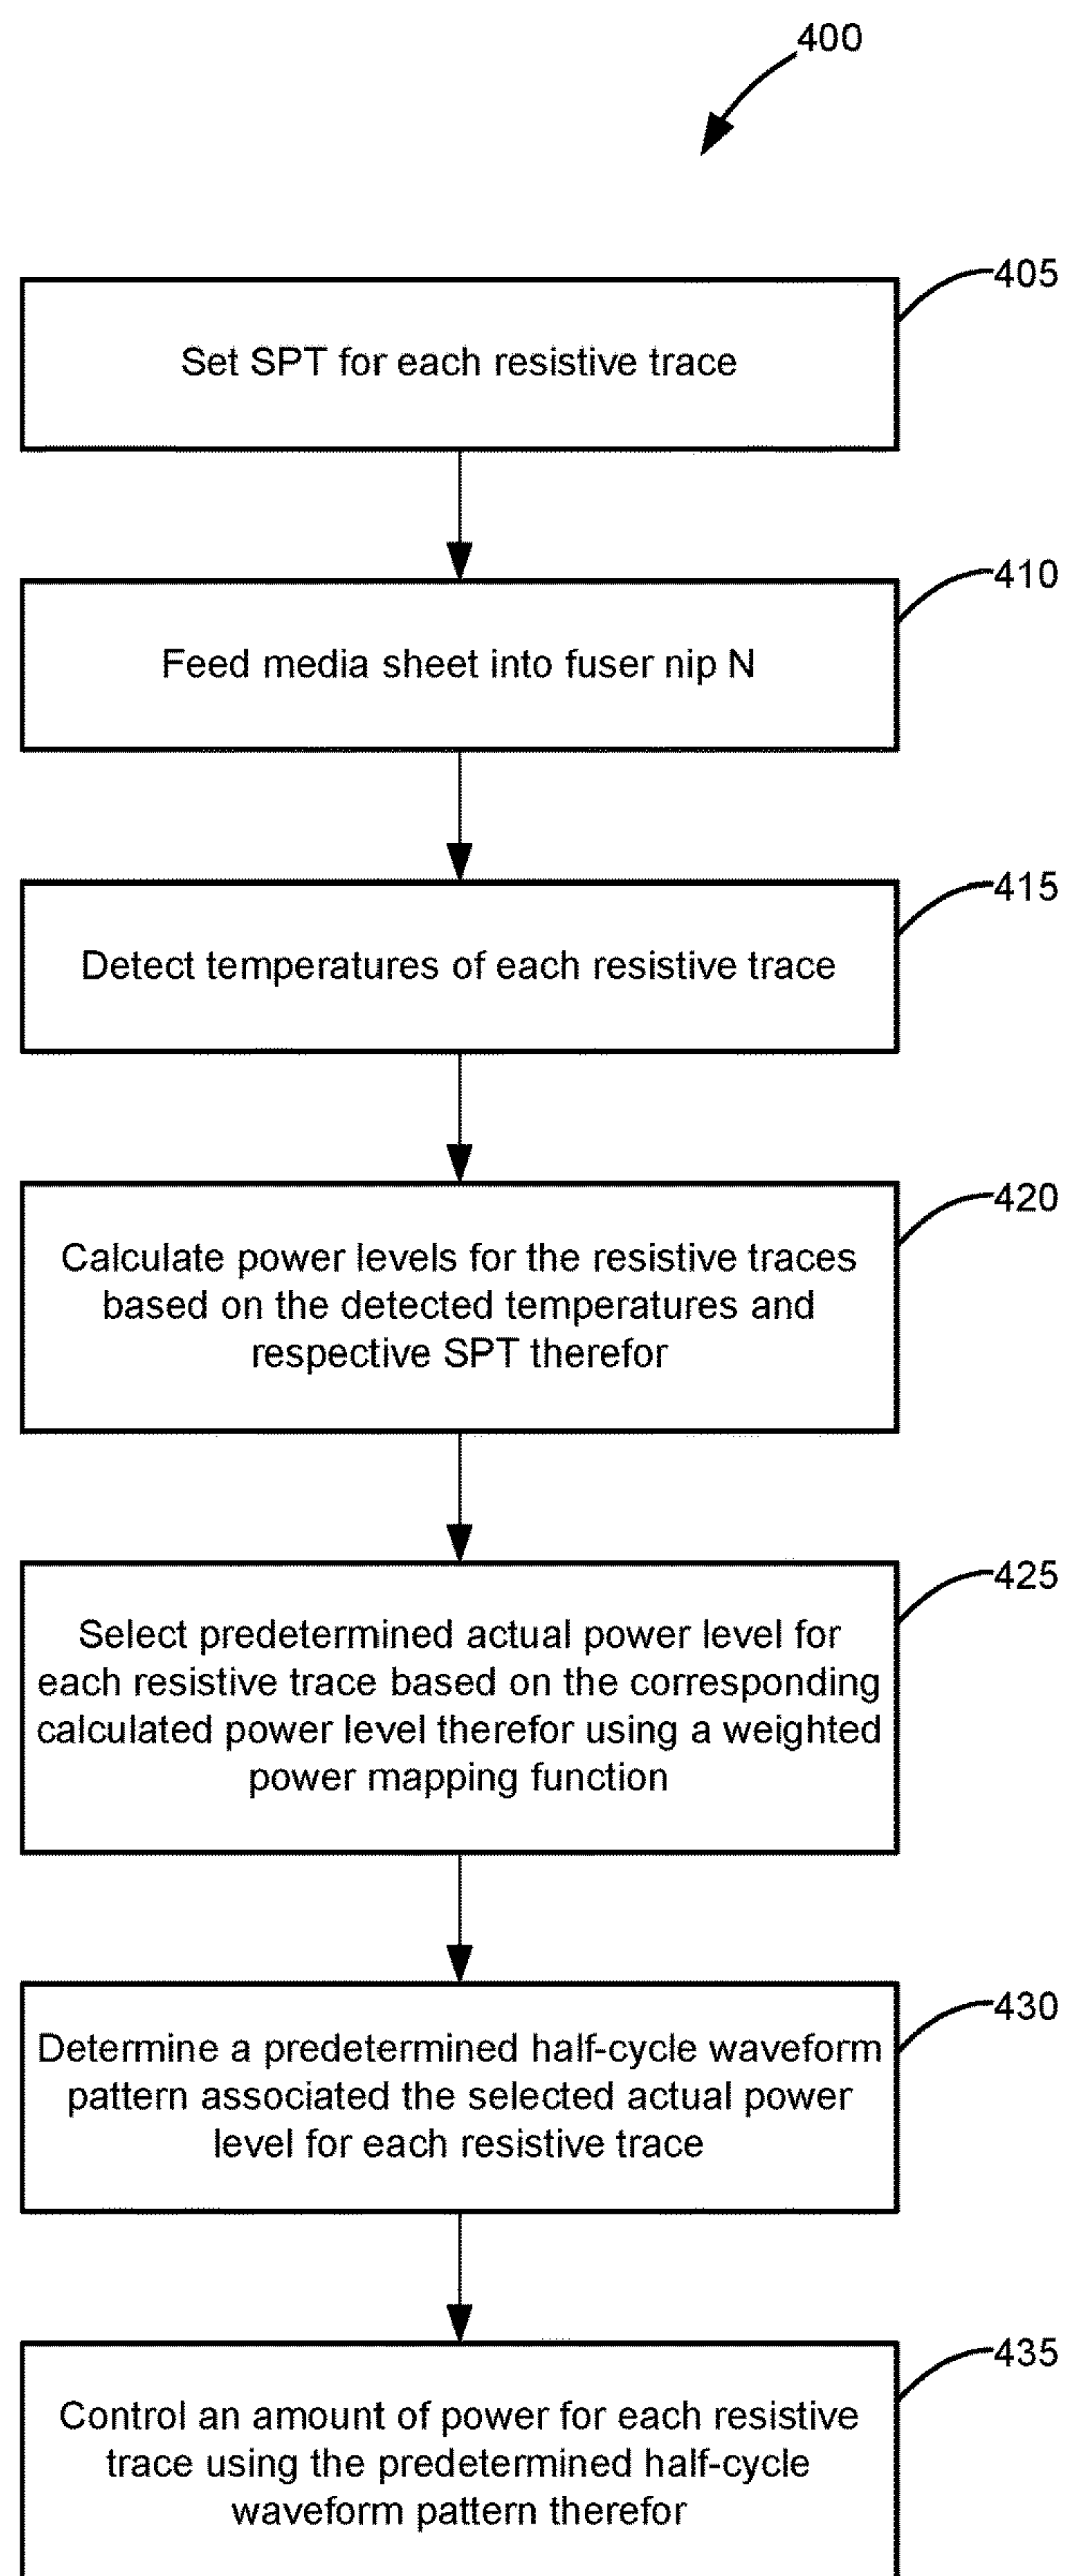 400
405
Set SPT for each resistive trace
410
Feed media sheet into fuser nip N
415
Detect temperatures of each resistive trace
420
Calculate power levels for the resistive traces
based on the detected temperatures and
respective SPT therefor
425
Select predetermined actual power level for
each resistive trace based on the corresponding
calculated power level therefor using a weighted
power mapping function
430
Determine a predetermined half-cycle waveform
pattern associated the selected actual power
level for each resistive trace
435
Control an amount of power for each resistive
trace using the predetermined half-cycle
waveform pattern therefor